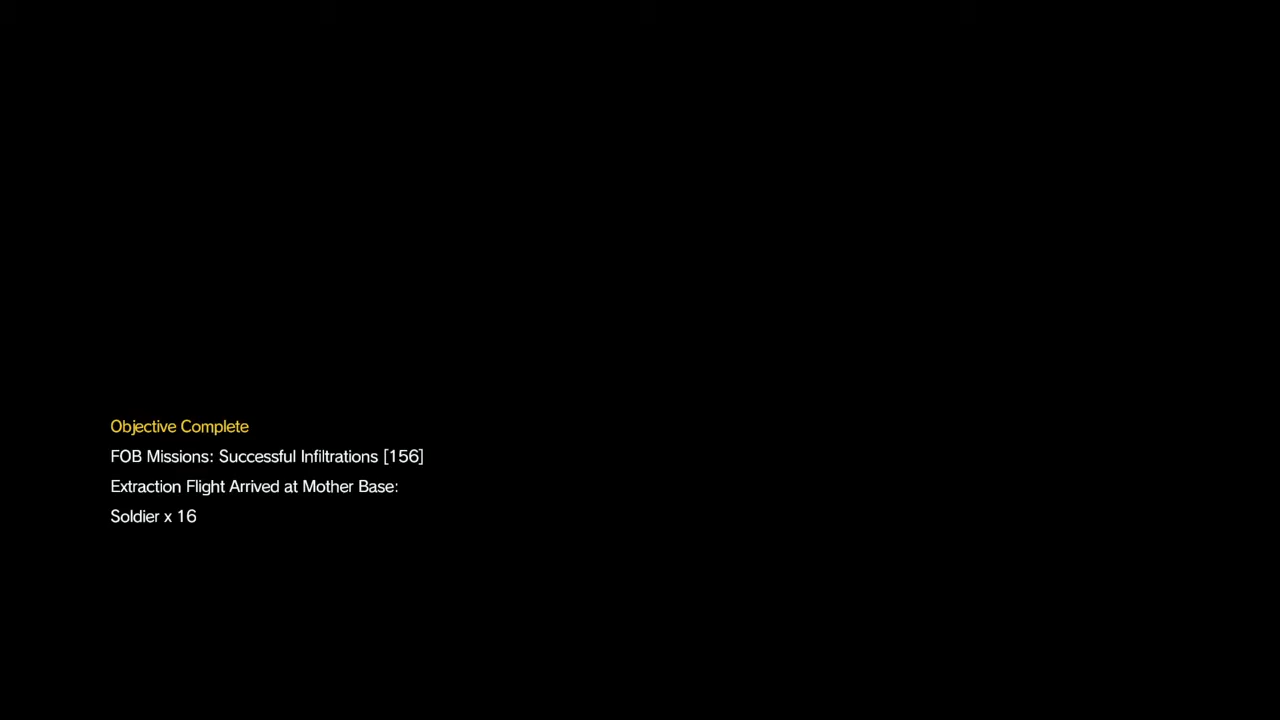 Objective Complete
FOB Missions: Successful Infiltrations [156]
Extraction Flight Arrived at Mother Base:
Soldier x 16